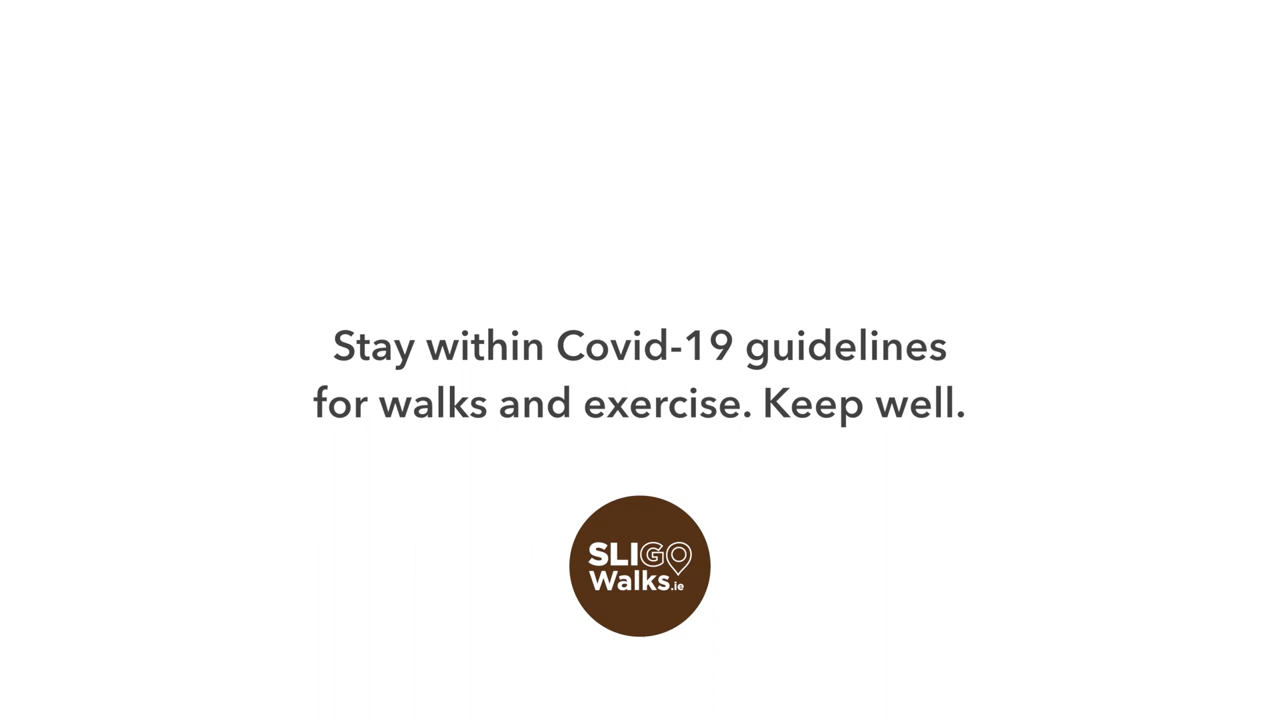 Stay within Covid-19 guidelines
for walks and exercise. Keep well.
SLIGO
Walks.ie